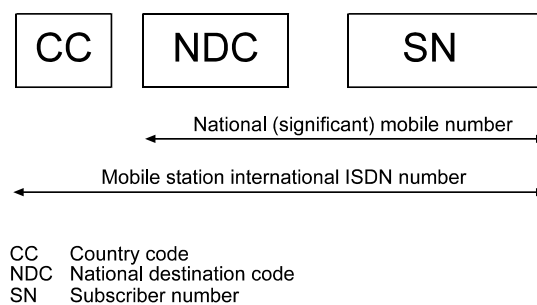 CC NDC SN
National (significant) mobile number
Mobile station international ISDN number
CC Country code
NDC National destination code
SN Subscriber number